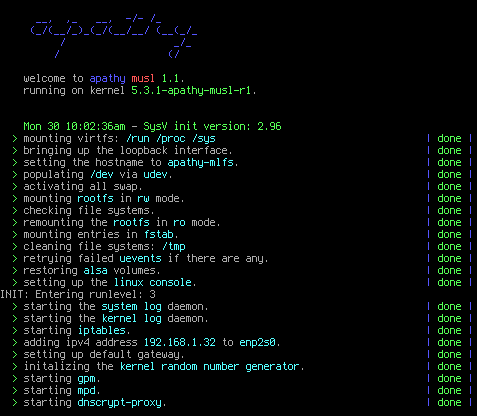 apathy
welcome to apathy musl 1.1.
running on kernel 5.3.1-apathy-musl-r1.
Mon 30 10:02:36am - SysV init version: 2.96
> mounting virtfs: /run /proc /sys | done |
> bringing up the loopback interface. | done |
> setting the hostname to apathy-mlfs. | done |
> populating /dev via udev. | done |
> activating all swap. | done |
> mounting rootfs in rw mode. | done |
> checking file systems. | done |
> remounting the rootfs in ro mode. | done |
> mounting entries in fstab. | done |
> cleaning file systems: /tmp | done |
> retrying failed uevents if there are any. | done |
> restoring alsa volumes. | done |
> setting up the linux console. | done |
INIT: Entering runlevel: 3
> starting the system log daemon. | done |
> starting the kernel log daemon. | done |
> starting iptables. | done |
> adding ipv4 address 192.168.1.32 to enp2s0. | done |
> setting up default gateway. | done |
> initalizing the kernel random number generator. | done |
> starting gpm. | done |
> starting mpd. | done |
> starting dnscrypt-proxy. | done |